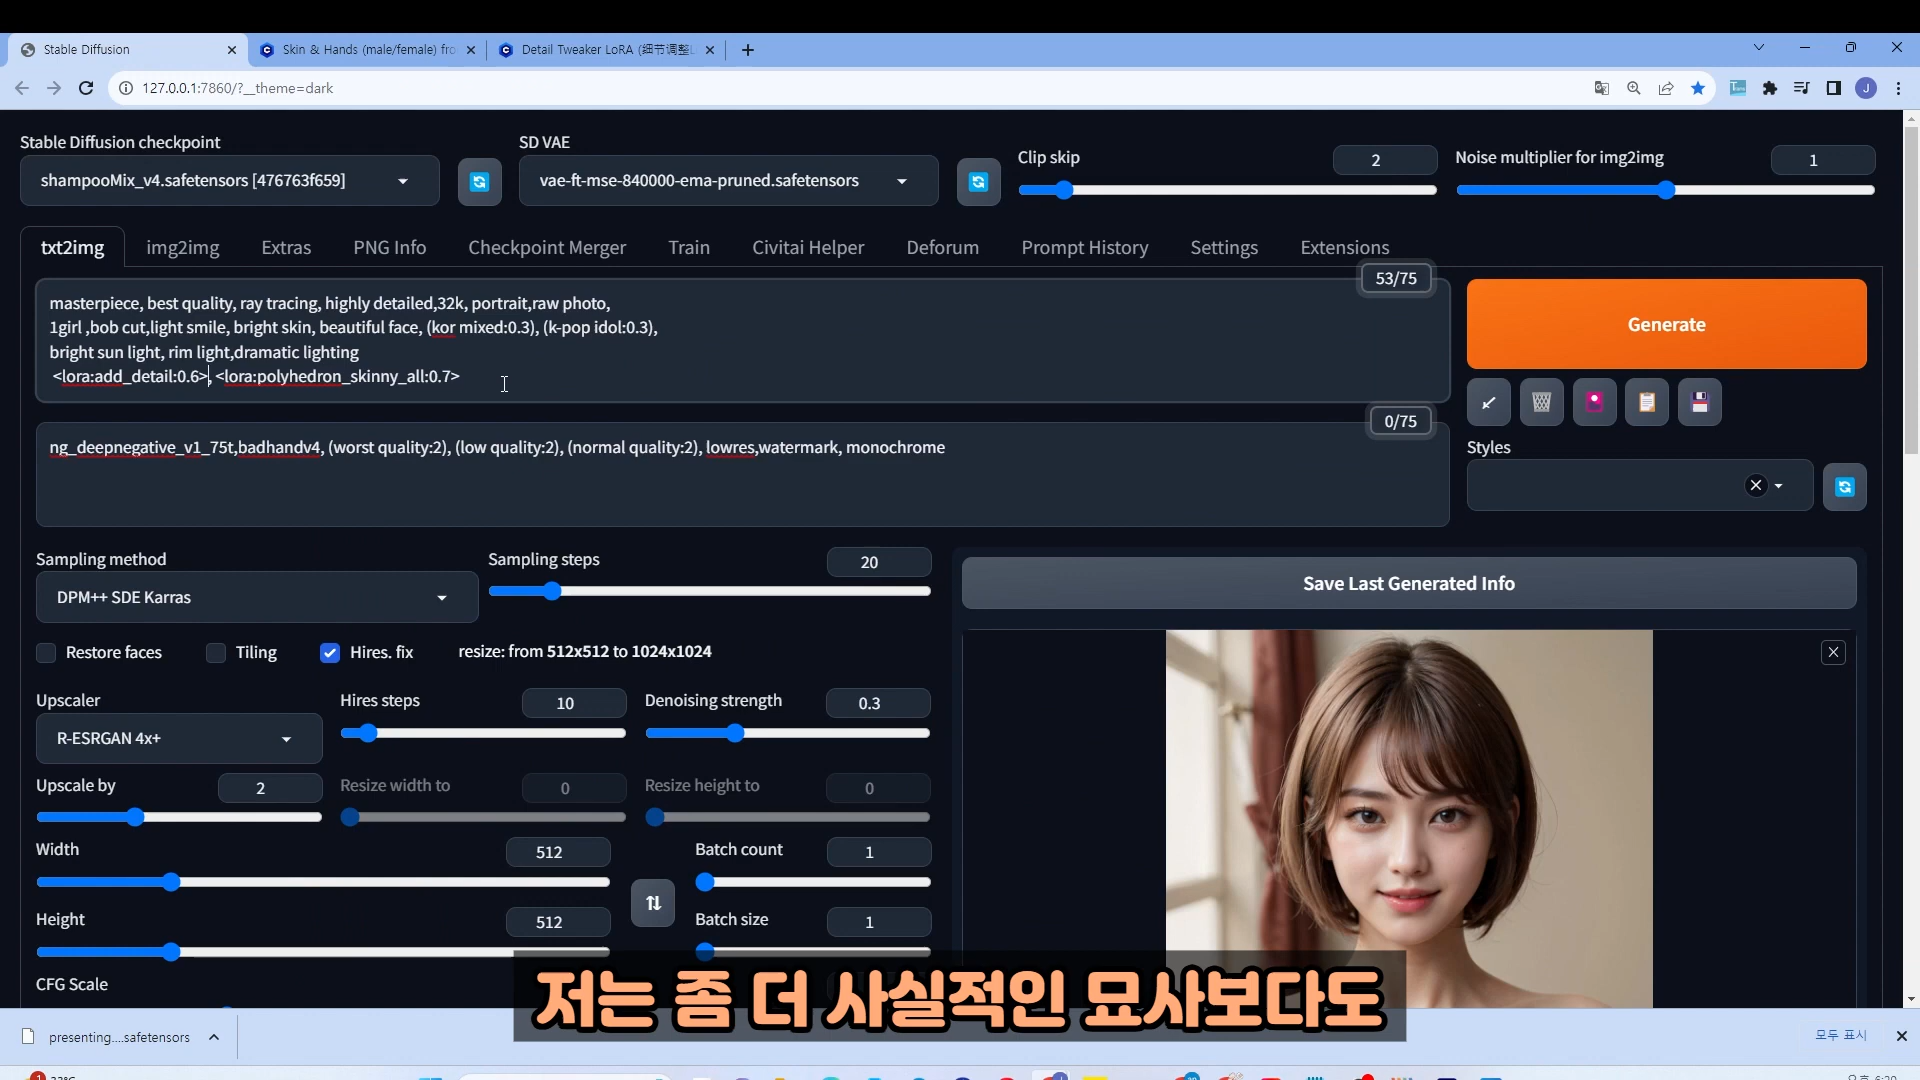 Stable Diffusion
Skin & Hands (male/female) fro
Detail Tweaker LoRA (细节调整L
127.0.0.1:7860/?__theme=dark
J
Stable Diffusion checkpoint
shampooMix_v4.safetensors [476763f659]
SD VAE
vae-ft-mse-840000-ema-pruned.safetensors
Clip skip
2
Noise multiplier for img2img
1
txt2img
img2img
Extras
PNG Info
Checkpoint Merger
Train
Civitai Helper
Deforum
Prompt History
Settings
Extensions
53/75
masterpiece, best quality, ray tracing, highly detailed,32k, portrait,raw photo,
1girl ,bob cut,light smile, bright skin, beautiful face, (kor mixed:0.3), (k-pop idol:0.3),
bright sun light, rim light,dramatic lighting
<lora:add_detail:0.6>, <lora:polyhedron_skinny_all:0.7>
Generate
0/75
ng_deepnegative_v1_75t,badhandv4, (worst quality:2), (low quality:2), (normal quality:2), lowres,watermark, monochrome
Styles
Sampling method
DPM++ SDE Karras
Sampling steps
20
Save Last Generated Info
Restore faces
Tiling
Hires. fix
resize: from 512x512 to 1024x1024
Upscaler
R-ESRGAN 4x+
Hires steps
10
Denoising strength
0.3
Upscale by
2
Resize width to
0
Resize height to
0
Width
512
Batch count
1
Height
512
Batch size
1
CFG Scale
저는 좀 더 사실적인 묘사보다도
presenting....safetensors
모두 표시